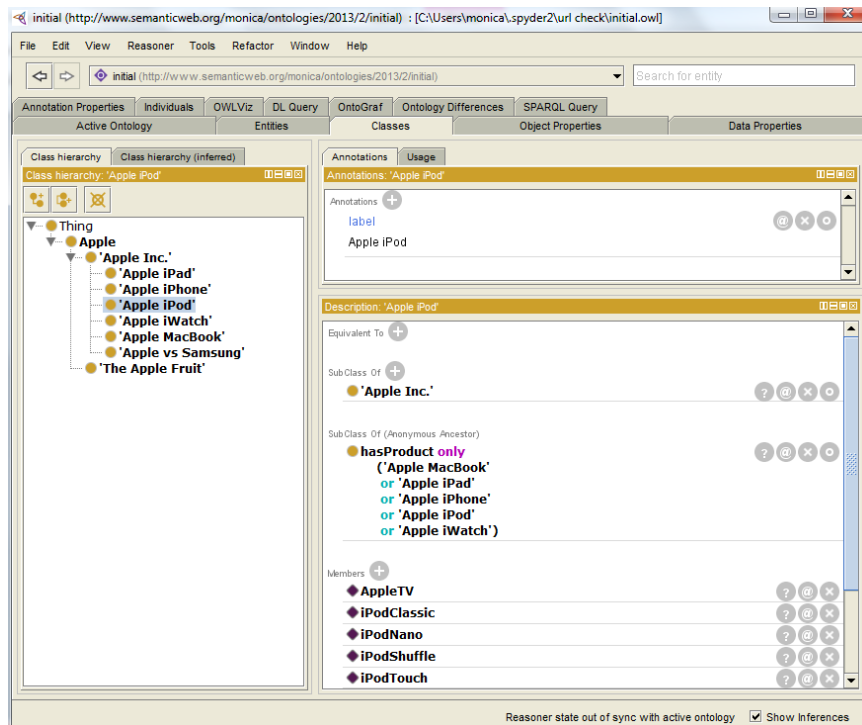 initial (http://www.semanticweb.org/monica/ontologies/2013/2/initial) : [C:\Users\monica\.spyder2\url check\initial.owl]
File Edit View Reasoner Tools Refactor Window Help
initial (http://www.semanticweb.org/monica/ontologies/2013/2/initial) Search for entity
Annotation Properties Individuals OWLViz DL Query OntoGraf Ontology Differences SPARQL Query
Active Ontology Entities Classes Object Properties Data Properties
Class hierarchy Class hierarchy (inferred)
Class hierarchy: 'Apple iPod'
Thing
Apple
'Apple Inc.'
'Apple iPad'
'Apple iPhone'
'Apple iPod'
'Apple iWatch'
'Apple MacBook'
'Apple vs Samsung'
'The Apple Fruit'
Annotations Usage
Annotations: 'Apple iPod'
Annotations
label
Apple iPod
Description: 'Apple iPod'
Equivalent To
SubClass Of
'Apple Inc.'
SubClass Of (Anonymous Ancestor)
hasProduct only
('Apple MacBook'
or 'Apple iPad'
or 'Apple iPhone'
or 'Apple iPod'
or 'Apple iWatch')
Members
AppleTV
iPodClassic
iPodNano
iPodShuffle
iPodTouch
Reasoner state out of sync with active ontology Show Inferences